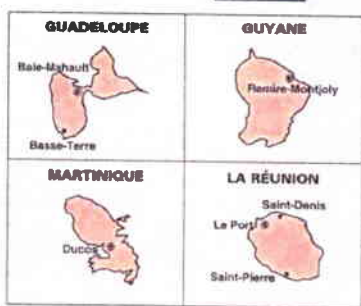 GUADELOUPE
Baie-Mahault
Basse-Terre
GUYANE
Remire-Montjoly
MARTINIQUE
Ducos
LA RÉUNION
Saint-Denis
Le Port
Saint-Pierre